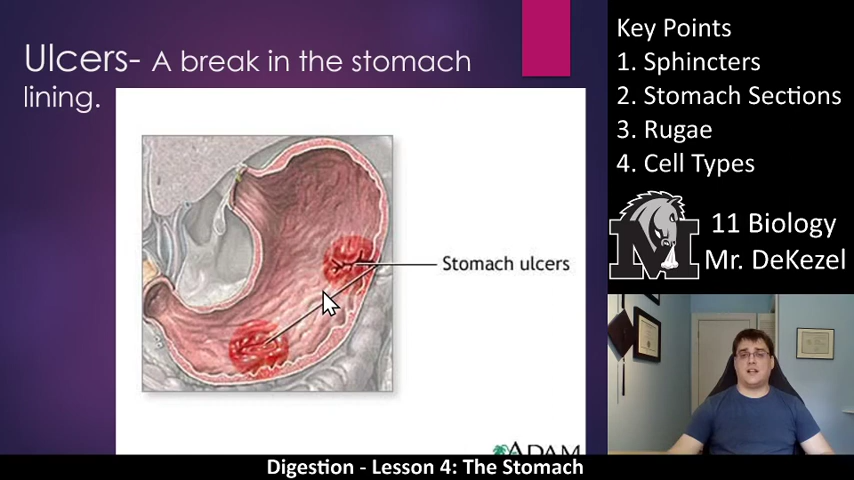 Ulcers- A break in the stomach
lining.
Stomach ulcers
ADAM
Key Points
1. Sphincters
2. Stomach Sections
3. Rugae
4. Cell Types
M
11 Biology
Mr. DeKezel
Digestion - Lesson 4: The Stomach